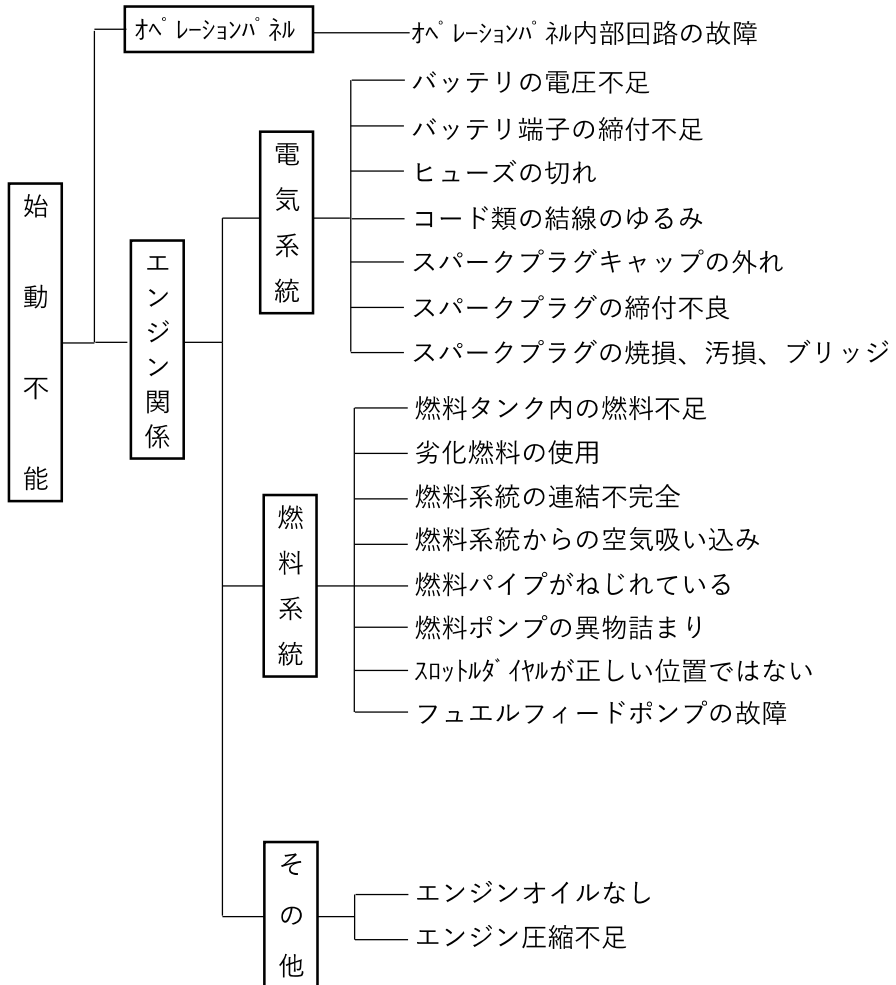 始動不能
ｵﾍﾟﾚｰｼｮﾝﾊﾟﾈﾙ
ｵﾍﾟﾚｰｼｮﾝﾊﾟﾈﾙ内部回路の故障
エンジン関係
電気系統
バッテリの電圧不足
バッテリ端子の締付不足
ヒューズの切れ
コード類の結線のゆるみ
スパークプラグキャップの外れ
スパークプラグの締付不良
スパークプラグの焼損、汚損、ブリッジ
燃料系統
燃料タンク内の燃料不足
劣化燃料の使用
燃料系統の連結不完全
燃料系統からの空気吸い込み
燃料パイプがねじれている
燃料ポンプの異物詰まり
ｽﾛｯﾄﾙﾀﾞｲﾔﾙが正しい位置ではない
フュエルフィードポンプの故障
その他
エンジンオイルなし
エンジン圧縮不足